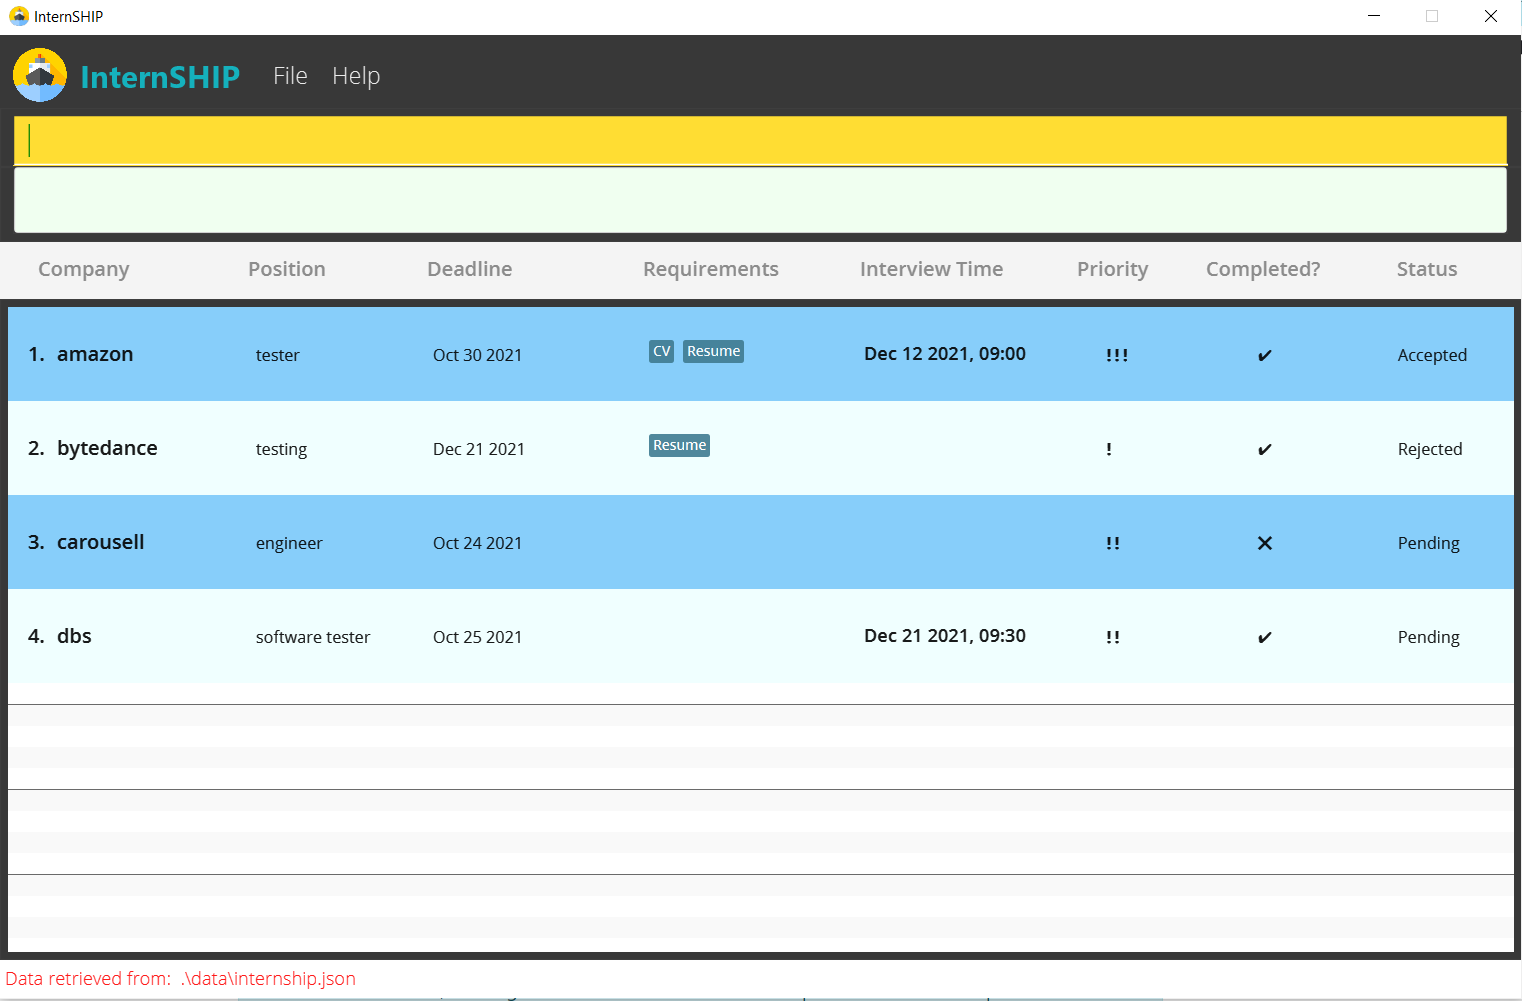 InternSHIP
InternSHIP File Help
Company Position Deadline Requirements Interview Time Priority Completed? Status
1. amazon tester Oct 30 2021 CV Resume Dec 12 2021, 09:00 !!! ✔ Accepted
2. bytedance testing Dec 21 2021 Resume ! ✔ Rejected
3. carousell engineer Oct 24 2021 !! ✕ Pending
4. dbs software tester Oct 25 2021 Dec 21 2021, 09:30 !! ✔ Pending
Data retrieved from: .\data\internship.json